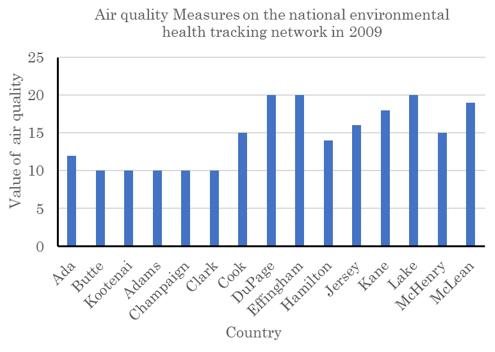 Air quality Measures on the national environmental
health tracking network in 2009
Value of air quality
25
20
15
10
5
0
Ada
Butte
Kootenai
Adams
Champaign
Clark
Cook
DuPage
Effingham
Hamilton
Jersey
Kane
Lake
McHenry
McLean
Country